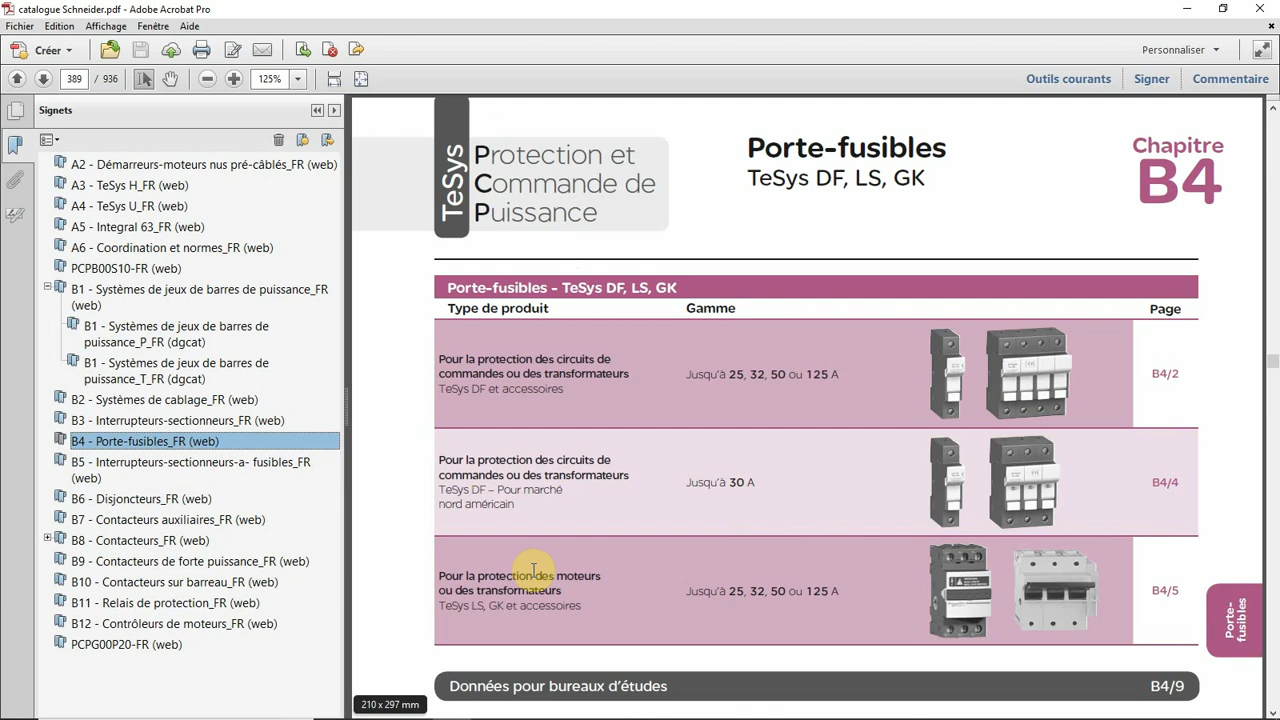 catalogue Schneider.pdf - Adobe Acrobat Pro
Fichier Edition Affichage Fenêtre Aide
Créer
Personnaliser
389 / 936
125%
Outils courants Signer Commentaire
Signets
A2 - Démarreurs-moteurs nus pré-câblés_FR (web)
A3 - TeSys H_FR (web)
A4 - TeSys U_FR (web)
A5 - Integral 63_FR (web)
A6 - Coordination et normes_FR (web)
PCPB00S10-FR (web)
B1 - Systèmes de jeux de barres de puissance_FR
(web)
B1 - Systèmes de jeux de barres de
puissance_P_FR (dgcat)
B1 - Systèmes de jeux de barres de
puissance_T_FR (dgcat)
B2 - Systèmes de cablage_FR (web)
B3 - Interrupteurs-sectionneurs_FR (web)
B4 - Porte-fusibles_FR (web)
B5 - Interrupteurs-sectionneurs-a- fusibles_FR
(web)
B6 - Disjoncteurs_FR (web)
B7 - Contacteurs auxiliaires_FR (web)
B8 - Contacteurs_FR (web)
B9 - Contacteurs de forte puissance_FR (web)
B10 - Contacteurs sur barreau_FR (web)
B11 - Relais de protection_FR (web)
B12 - Contrôleurs de moteurs_FR (web)
PCPG00P20-FR (web)
TeSys
Protection et
Commande de
Puissance
Porte-fusibles
TeSys DF, LS, GK
Chapitre
B4
Porte-fusibles - TeSys DF, LS, GK
Type de produit Gamme Page
Pour la protection des circuits de
commandes ou des transformateurs
TeSys DF et accessoires
Jusqu'à 25, 32, 50 ou 125 A
B4/2
Pour la protection des circuits de
commandes ou des transformateurs
TeSys DF – Pour marché
nord américain
Jusqu'à 30 A
B4/4
Pour la protection des moteurs
ou des transformateurs
TeSys LS, GK et accessoires
Jusqu'à 25, 32, 50 ou 125 A
B4/5
Porte-
fusibles
Données pour bureaux d'études B4/9
210 x 297 mm